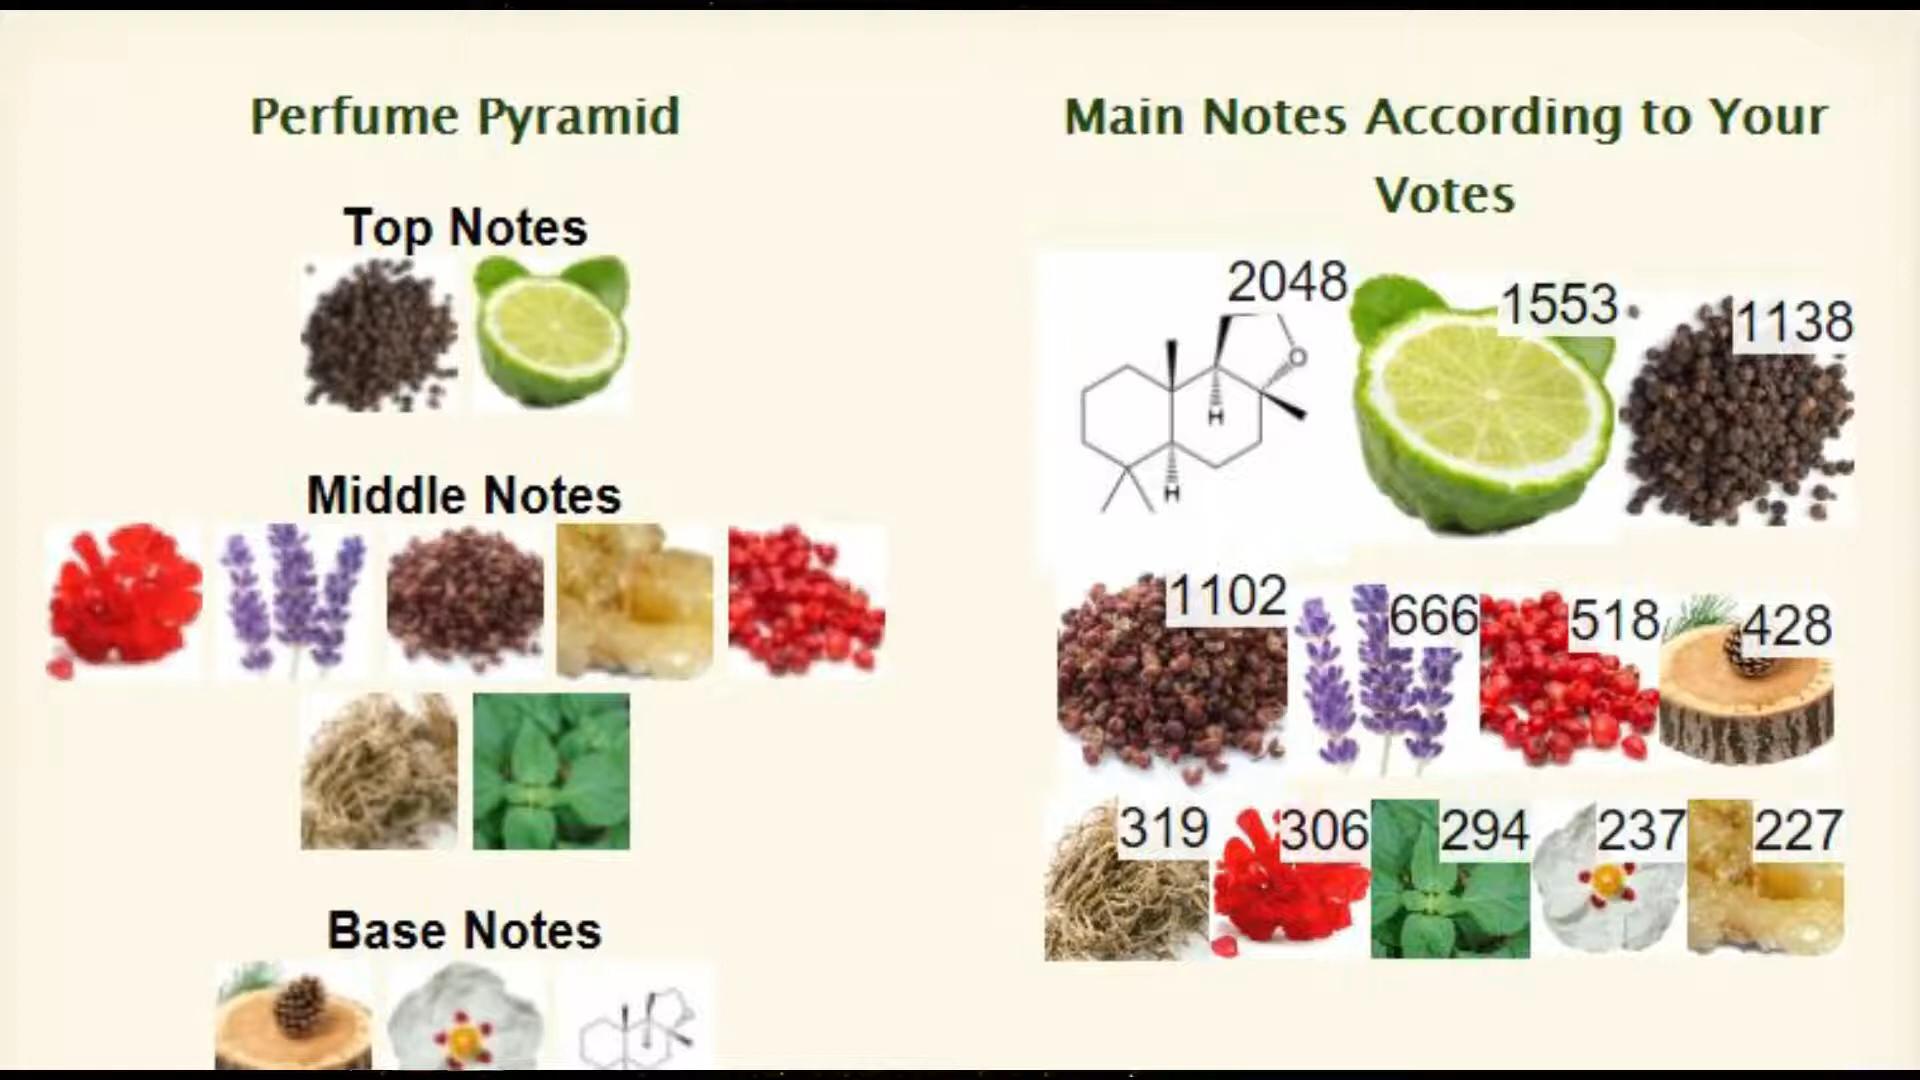 Perfume Pyramid
Top Notes
Middle Notes
Base Notes
Main Notes According to Your
Votes
2048
1553
1138
O
H
H
1102
666
518
428
319
306
294
237
227